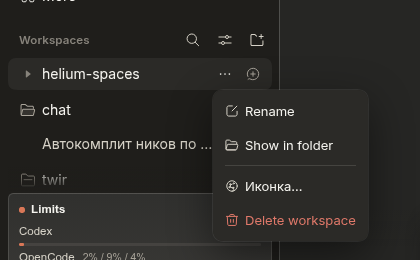 Workspaces
helium-spaces
Rename
chat
Show in folder
Автокомплит ников по ...
twir
Иконка...
Limits
Delete workspace
Codex
OpenCode 2% / 9% / 4%